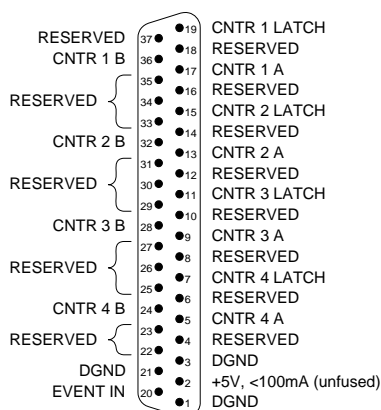 19 CNTR 1 LATCH
RESERVED 37
18 RESERVED
CNTR 1 B 36
17 CNTR 1 A
35
16 RESERVED
RESERVED 34
15 CNTR 2 LATCH
33
14 RESERVED
CNTR 2 B 32
13 CNTR 2 A
31
12 RESERVED
RESERVED 30
11 CNTR 3 LATCH
29
10 RESERVED
CNTR 3 B 28
9 CNTR 3 A
27
8 RESERVED
RESERVED 26
7 CNTR 4 LATCH
25
6 RESERVED
CNTR 4 B 24
5 CNTR 4 A
23
RESERVED
4 RESERVED
22
3 DGND
DGND 21
2 +5V, <100mA (unfused)
EVENT IN 20
1 DGND